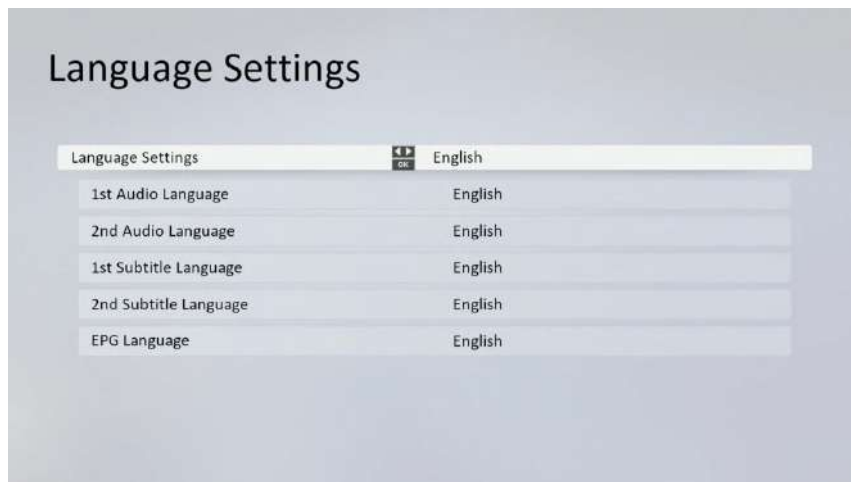 Language Settings
Language Settings OK English
1st Audio Language English
2nd Audio Language English
1st Subtitle Language English
2nd Subtitle Language English
EPG Language English